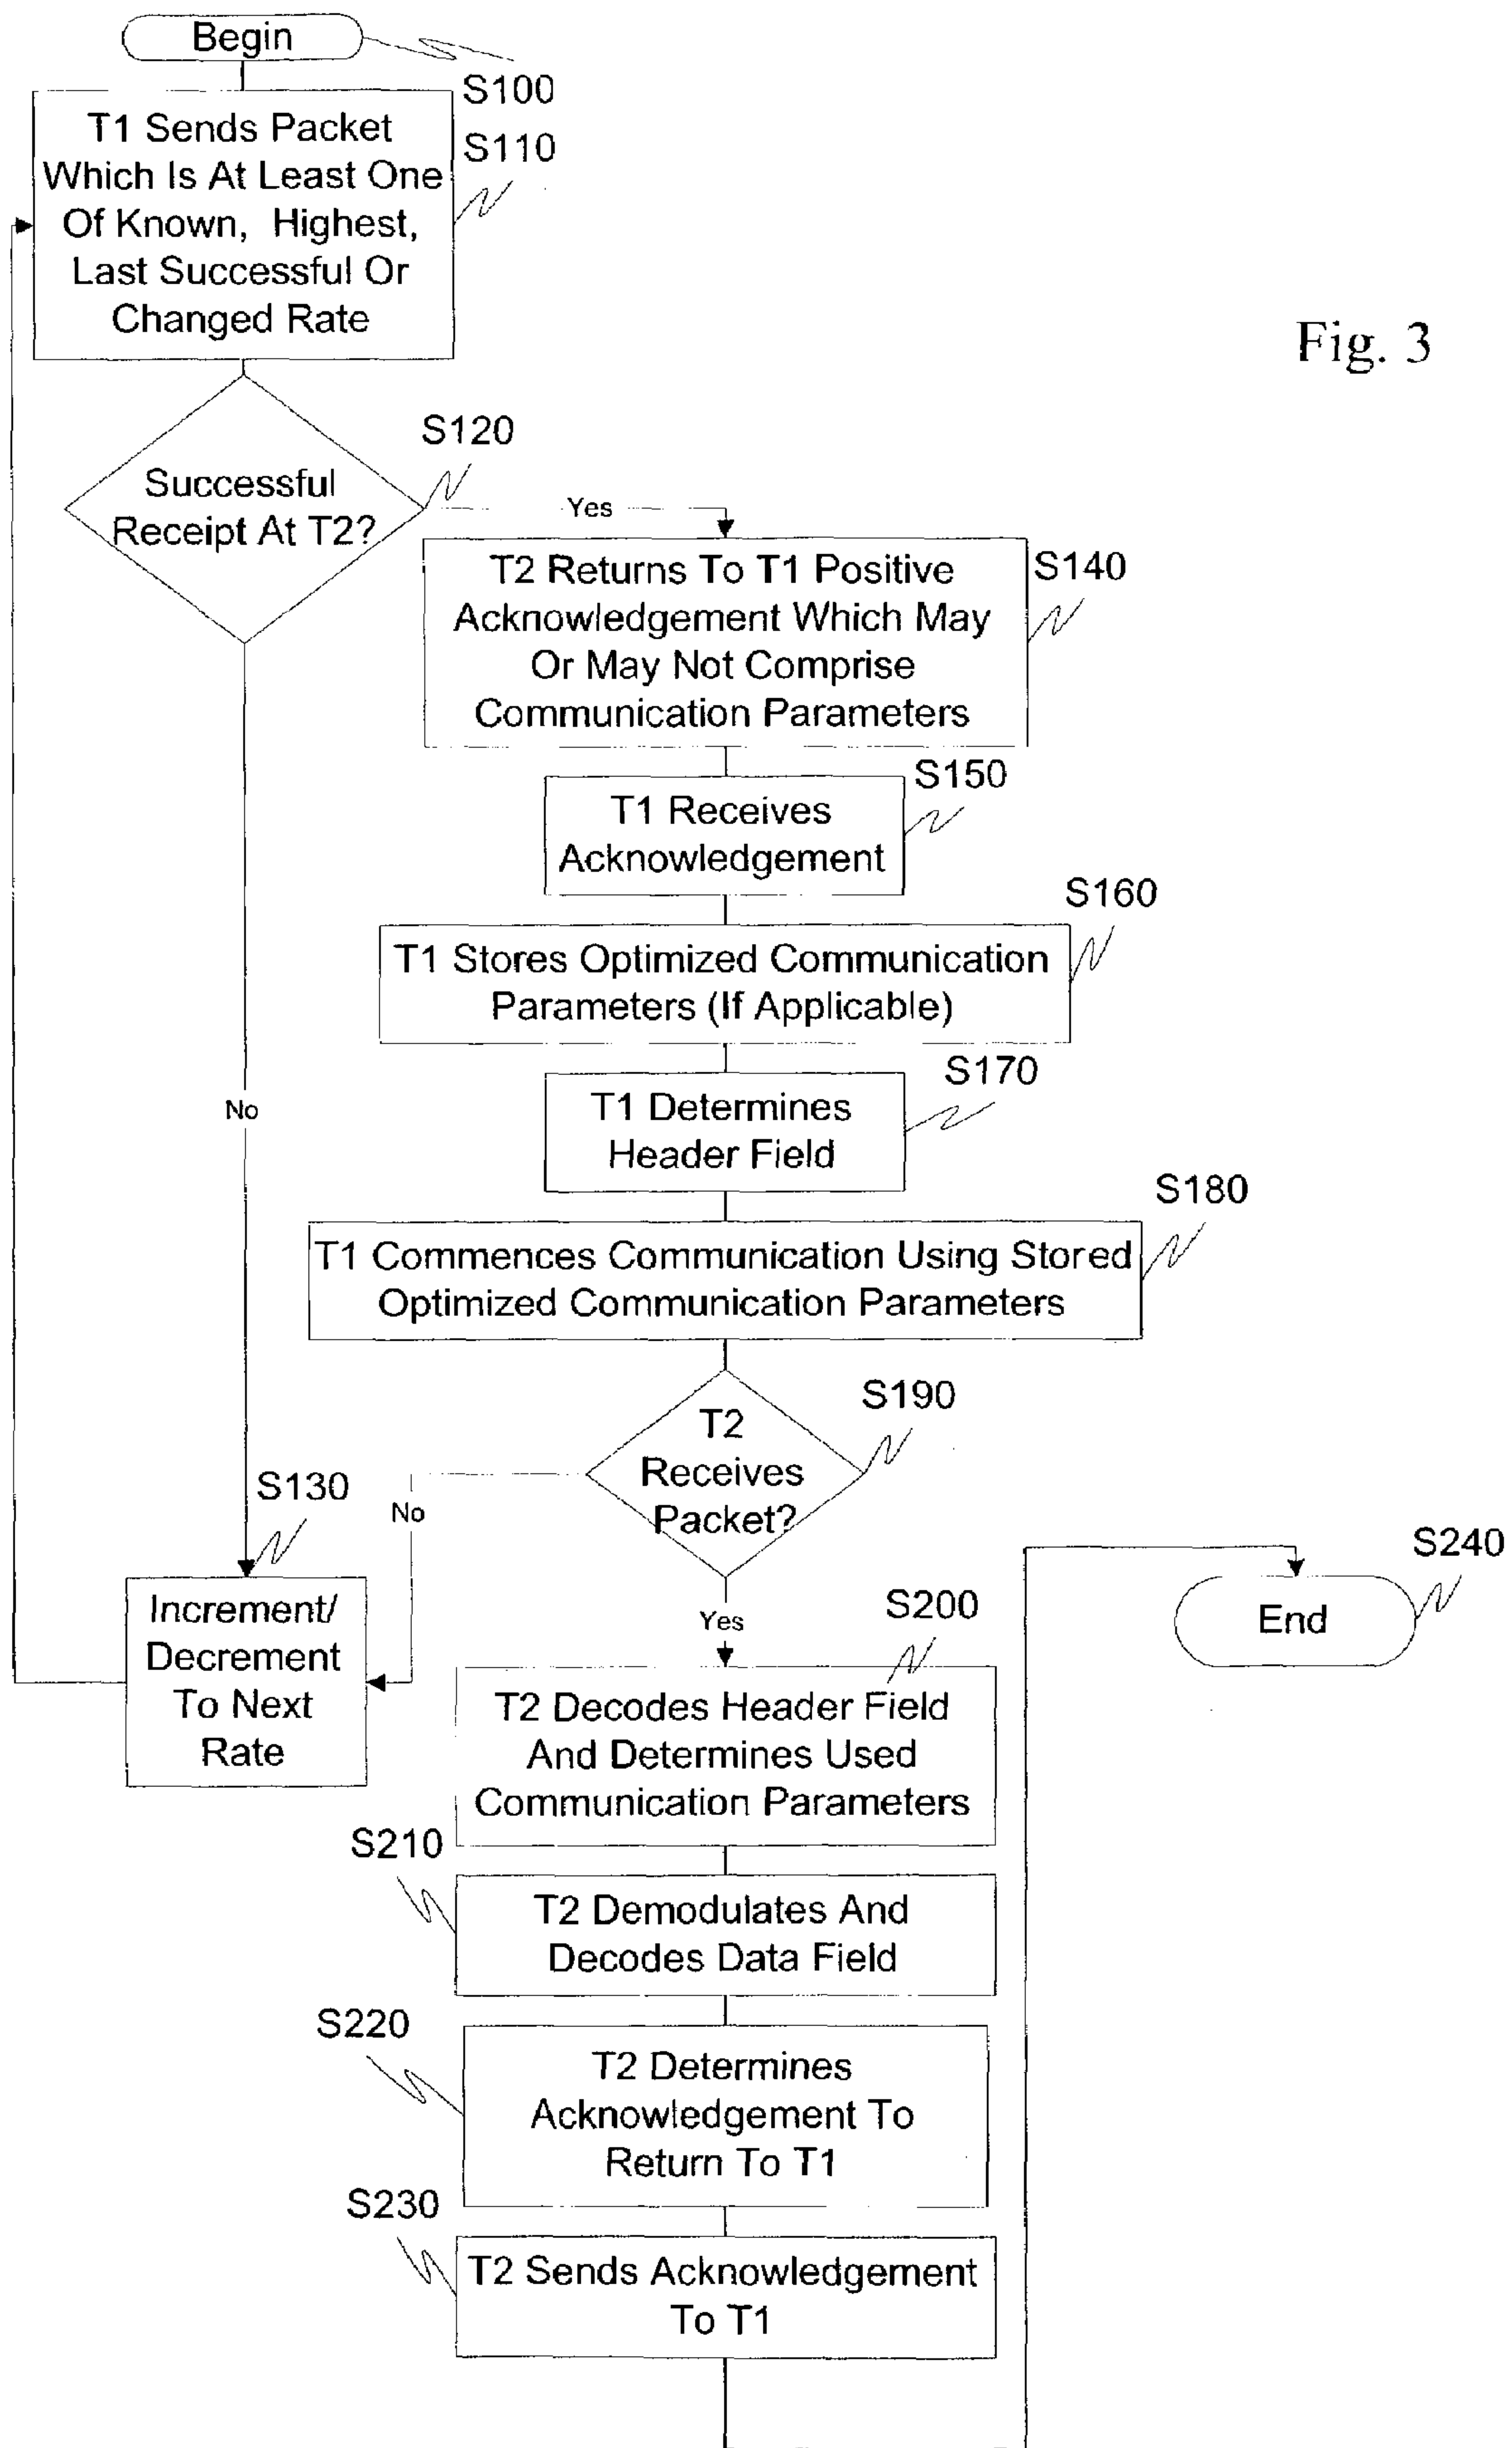 Begin
S100
T1 Sends Packet
Which Is At Least One
Of Known, Highest,
Last Successful Or
Changed Rate
S110
Fig. 3
Successful
Receipt At T2?
S120
Yes
T2 Returns To T1 Positive
Acknowledgement Which May
Or May Not Comprise
Communication Parameters
S140
T1 Receives
Acknowledgement
S150
T1 Stores Optimized Communication
Parameters (If Applicable)
S160
T1 Determines
Header Field
S170
No
T1 Commences Communication Using Stored
Optimized Communication Parameters
S180
T2
Receives
Packet?
S190
No
S130
Increment/
Decrement
To Next
Rate
Yes
S200
T2 Decodes Header Field
And Determines Used
Communication Parameters
S240
End
S210
T2 Demodulates And
Decodes Data Field
S220
T2 Determines
Acknowledgement To
Return To T1
S230
T2 Sends Acknowledgement
To T1